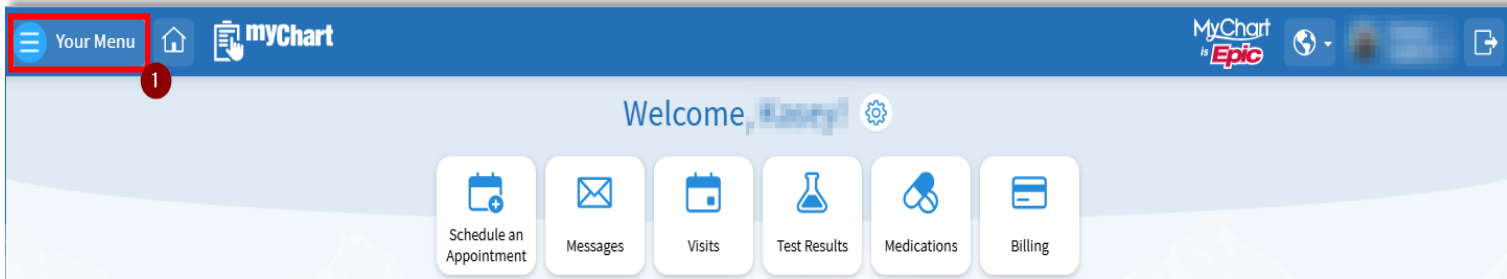 Your Menu
myChart
MyChart
is Epic
1
Welcome,
Schedule an
Appointment
Messages
Visits
Test Results
Medications
Billing